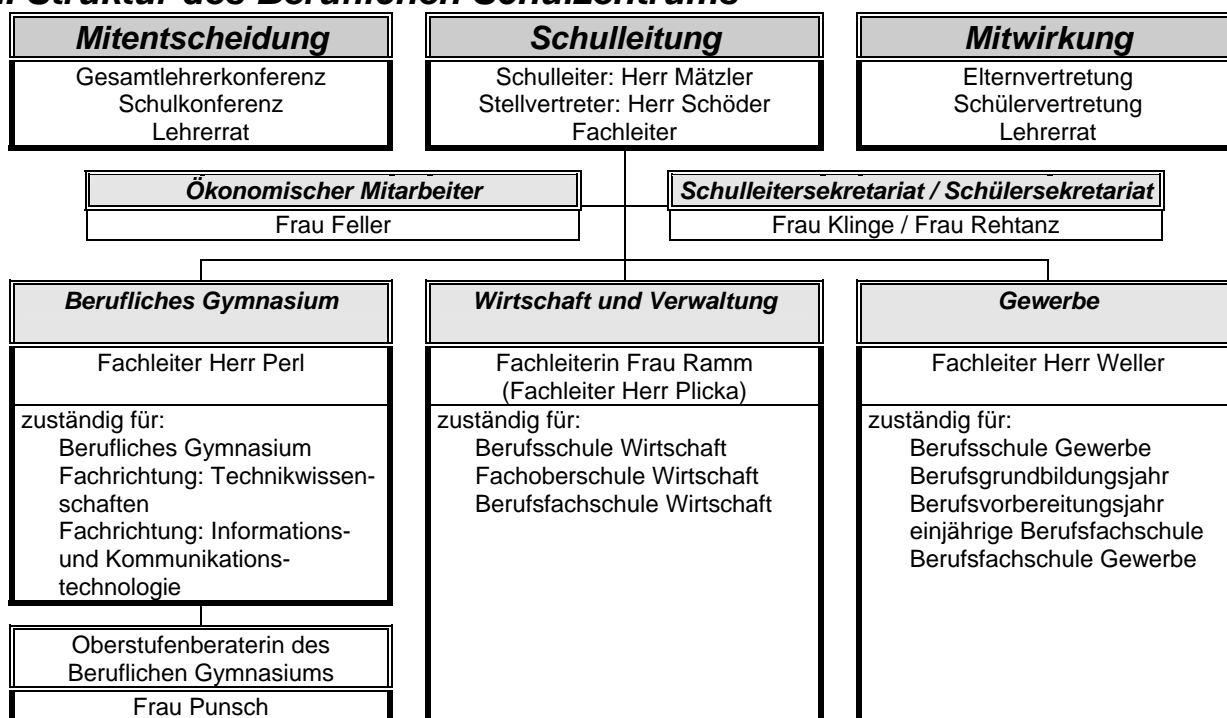 Struktur des Beruflichen Schulzentrums
Mitentscheidung
Gesamtlehrerkonferenz
Schulkonferenz
Lehrerrat
Schulleitung
Schulleiter: Herr Mätzler
Stellvertreter: Herr Schöder
Fachleiter
Mitwirkung
Elternvertretung
Schülervertretung
Lehrerrat
Ökonomischer Mitarbeiter
Frau Feller
Schulleitersekretariat / Schülersekretariat
Frau Klinge / Frau Rehtanz
Berufliches Gymnasium
Fachleiter Herr Perl
zuständig für:
Berufliches Gymnasium
Fachrichtung: Technikwissen-
schaften
Fachrichtung: Informations-
und Kommunikations-
technologie
Oberstufenberaterin des
Beruflichen Gymnasiums
Frau Punsch
Wirtschaft und Verwaltung
Fachleiterin Frau Ramm
(Fachleiter Herr Plicka)
zuständig für:
Berufsschule Wirtschaft
Fachoberschule Wirtschaft
Berufsfachschule Wirtschaft
Gewerbe
Fachleiter Herr Weller
zuständig für:
Berufsschule Gewerbe
Berufsgrundbildungsjahr
Berufsvorbereitungsjahr
einjährige Berufsfachschule
Berufsfachschule Gewerbe